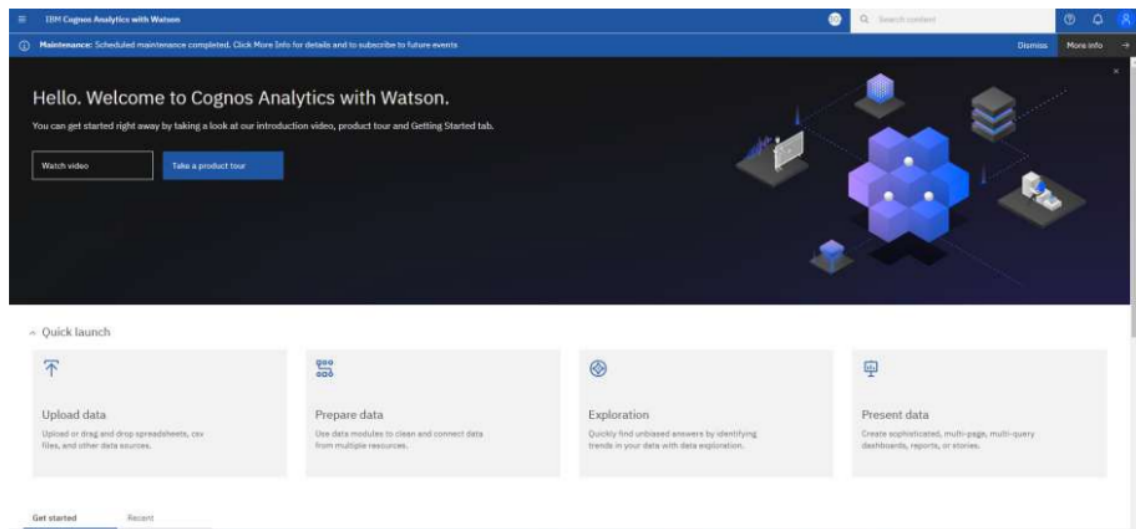 IBM Cognos Analytics with Watson
Search content
Maintenance: Scheduled maintenance completed. Click More Info for details and to subscribe to future events
Dismiss
More info
Hello. Welcome to Cognos Analytics with Watson.
You can get started right away by taking a look at our introduction video, product tour and Getting Started tab.
Watch video
Take a product tour
Quick launch
Upload data
Upload or drag and drop spreadsheets, csv
files, and other data sources.
Prepare data
Use data modules to clean and connect data
from multiple resources.
Exploration
Quickly find unbiased answers by identifying
trends in your data with data exploration.
Present data
Create sophisticated, multi-page, multi-query
dashboards, reports, or stories.
Get started
Recent